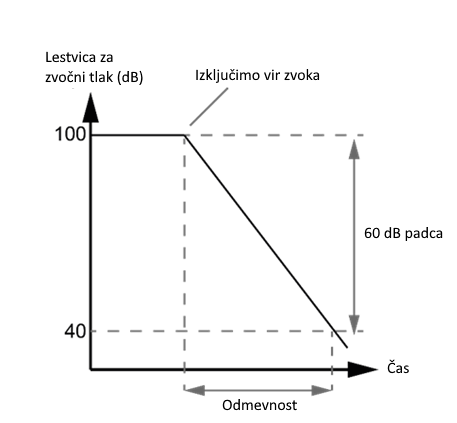 Lestvica za
zvočni tlak (dB)
Izključimo vir zvoka
100
60 dB padca
40
Čas
Odmevnost